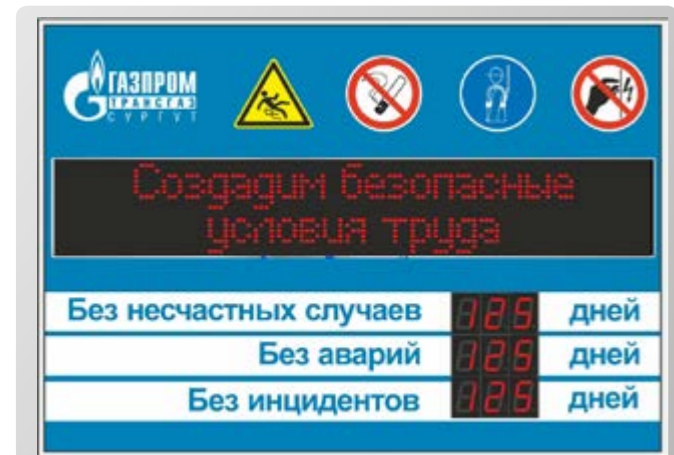 ГАЗПРОМ
ТРАНСГАЗ
СУРГУТ
Создадим безопасные
условия труда
Без несчастных случаев 125 дней
Без аварий 125 дней
Без инцидентов 125 дней